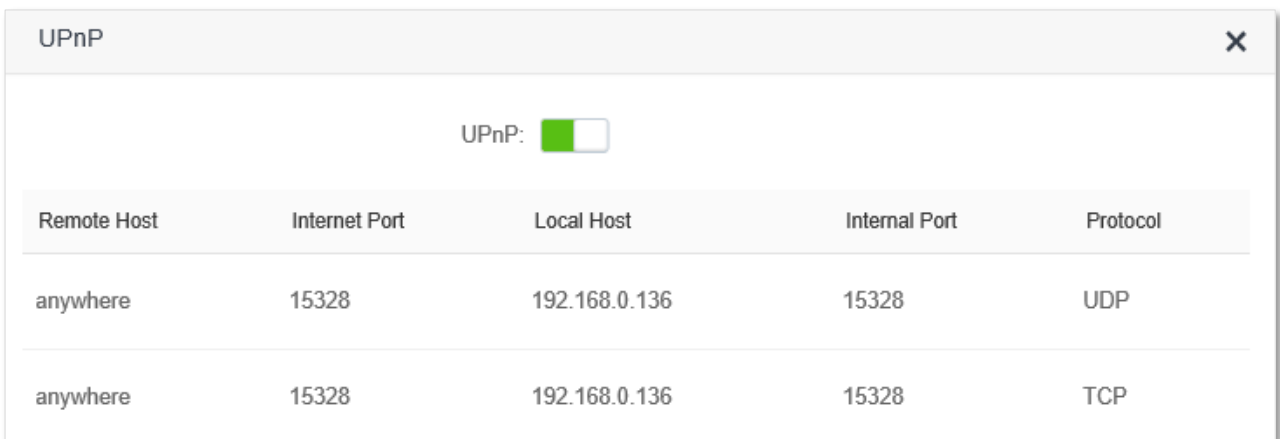 UPnP
UPnP:
Remote Host Internet Port Local Host Internal Port Protocol
anywhere 15328 192.168.0.136 15328 UDP
anywhere 15328 192.168.0.136 15328 TCP